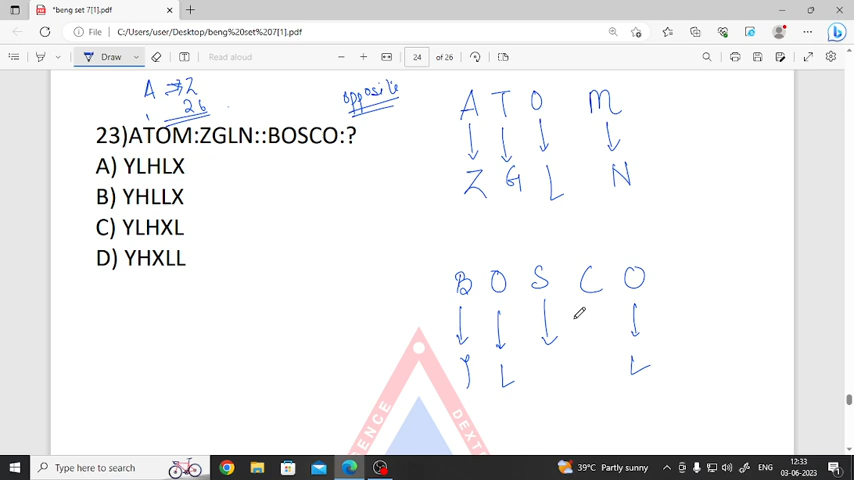 *beng set 7[1].pdf
File
C:/Users/user/Desktop/beng%20set%207[1].pdf
Draw
Read aloud
24 of 26
A ⇒ Z
1 26
opposite
A T O M
Z G L N
23)ATOM:ZGLN::BOSCO:?
A) YLHLX
B) YHLLX
C) YLHXL
D) YHXLL
B O S C O
Y L L
ENCE
DEXT
Type here to search
39°C Partly sunny
ENG
12:33
03-06-2023